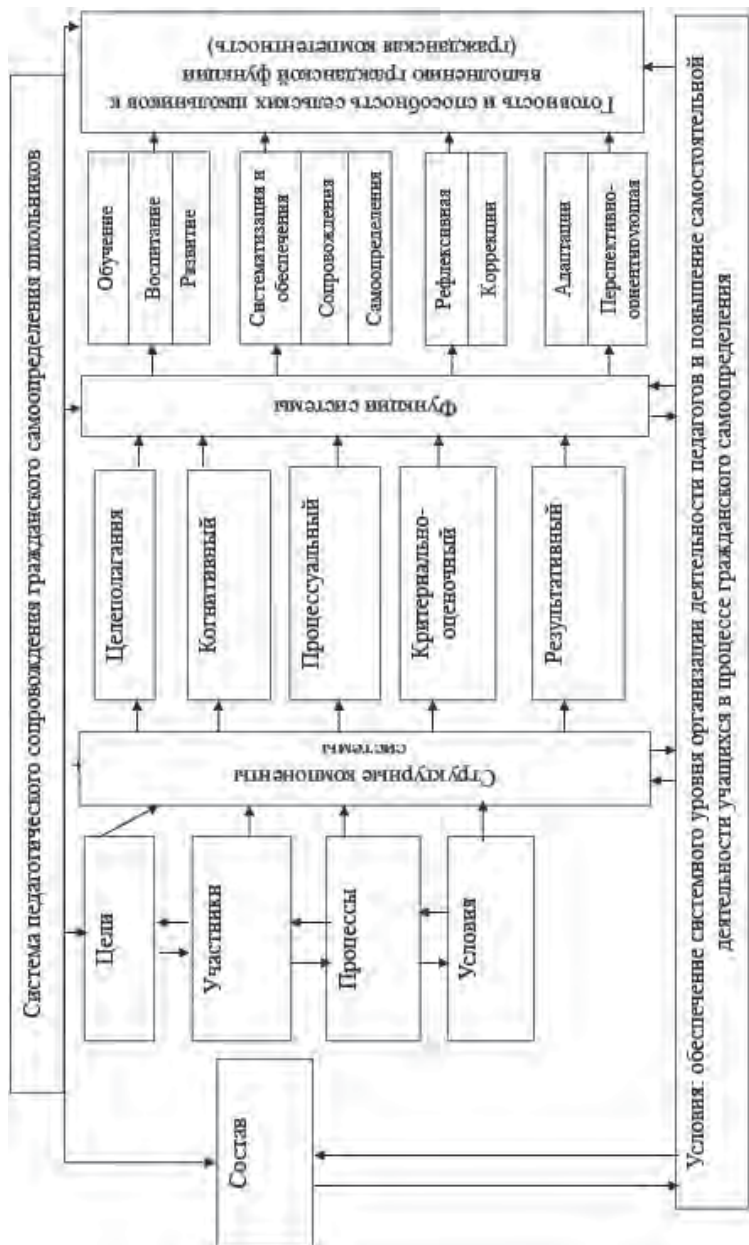 Система педагогического сопровождения гражданского самоопределения школьников
Состав
Цели
Участники
Процессы
Условия
Структурные компоненты
системы
Целеполагания
Когнитивный
Процессуальный
Критериально-
оценочный
Результативный
Функции системы
Обучение
Воспитание
Развитие
Систематизация и
обеспечения
Сопровождения
Самоопределения
Рефлексивная
Коррекции
Адаптации
Перспективно-
ориентирующая
Готовность и способность сельских школьников к
выполнению гражданской функции
(гражданская компетентность)
Условия: обеспечение системного уровня организации деятельности педагогов и повышение самостоятельной
деятельности учащихся в процессе гражданского самоопределения